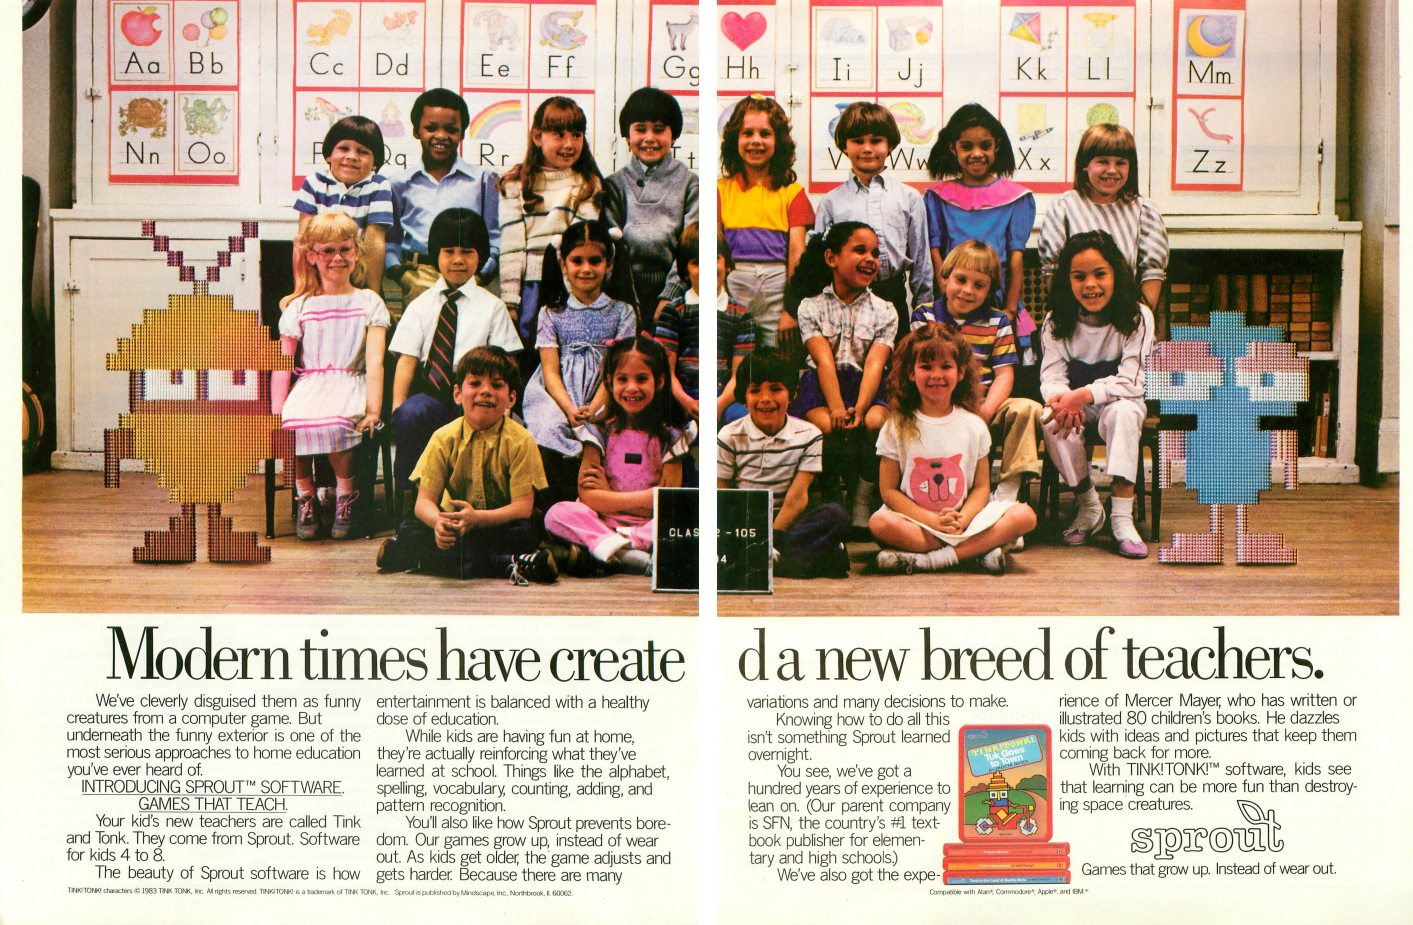 Aa Bb Cc Dd Ee Ff Gg Hh Ii Jj Kk Ll Mm
Nn Oo Qq Rr Tt Ww Xx Zz
CLAS 2-105
Modern times have created a new breed of teachers.
We've cleverly disguised them as funny
creatures from a computer game. But
underneath the funny exterior is one of the
most serious approaches to home education
you've ever heard of.
INTRODUCING SPROUT™ SOFTWARE.
GAMES THAT TEACH.
Your kid's new teachers are called Tink
and Tonk. They come from Sprout. Software
for kids 4 to 8.
The beauty of Sprout software is how
entertainment is balanced with a healthy
dose of education.
While kids are having fun at home,
they're actually reinforcing what they've
learned at school. Things like the alphabet,
spelling, vocabulary, counting, adding, and
pattern recognition.
You'll also like how Sprout prevents bore-
dom. Our games grow up, instead of wear
out. As kids get older, the game adjusts and
gets harder. Because there are many
variations and many decisions to make.
Knowing how to do all this
isn't something Sprout learned
overnight.
You see, we've got a
hundred years of experience to
lean on. (Our parent company
is SFN, the country's #1 text-
book publisher for elemen-
tary and high schools.)
We've also got the expe-
TINK!TONK!
Tuk Goes
to Town
rience of Mercer Mayer, who has written or
illustrated 80 children's books. He dazzles
kids with ideas and pictures that keep them
coming back for more.
With TINK!TONK!™ software, kids see
that learning can be more fun than destroy-
ing space creatures.
sprout
Games that grow up. Instead of wear out.
TINK!TONK! characters © 1983 TINK TONK, Inc. All rights reserved. TINK!TONK! is a trademark of TINK TONK, Inc. Sprout is published by Mindscape, Inc., Northbrook, IL 60062.
Compatible with Atari®, Commodore®, Apple®, and IBM.®